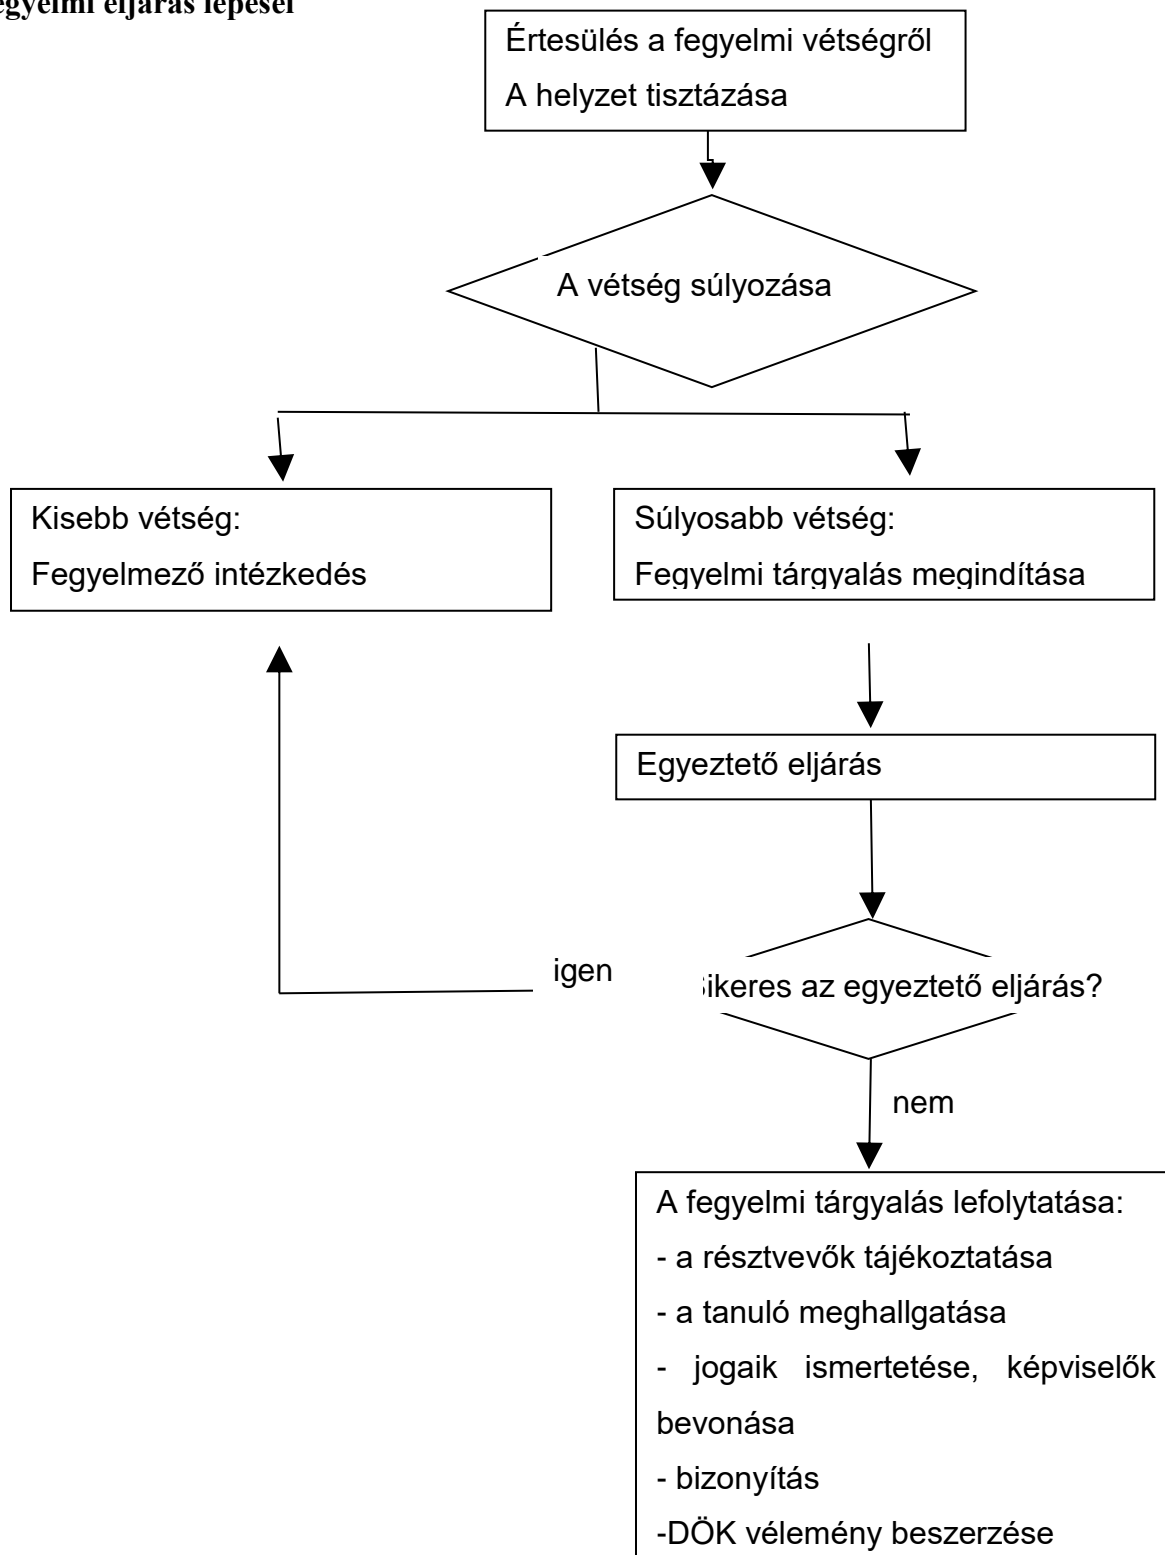 eljárás lépései
Értesülés a fegyelmi vétségről
A helyzet tisztázása
A vétség súlyozása
Kisebb vétség:
Fegyelmező intézkedés
Súlyosabb vétség:
Fegyelmi tárgyalás megindítása
Egyeztető eljárás
igen
az egyeztető eljárás?
nem
A fegyelmi tárgyalás lefolytatása:
- a résztvevők tájékoztatása
- a tanuló meghallgatása
- jogaik ismertetése, képviselők
bevonása
- bizonyítás
-DÖK vélemény beszerzése